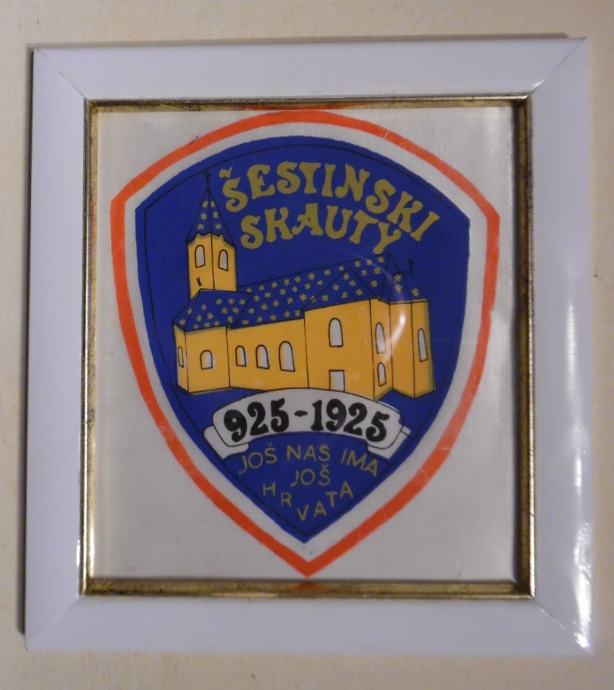 ŠESTINSKI
SKAUTY
925-1925
JOŠ NAS IMA
JOŠ
HRVATA